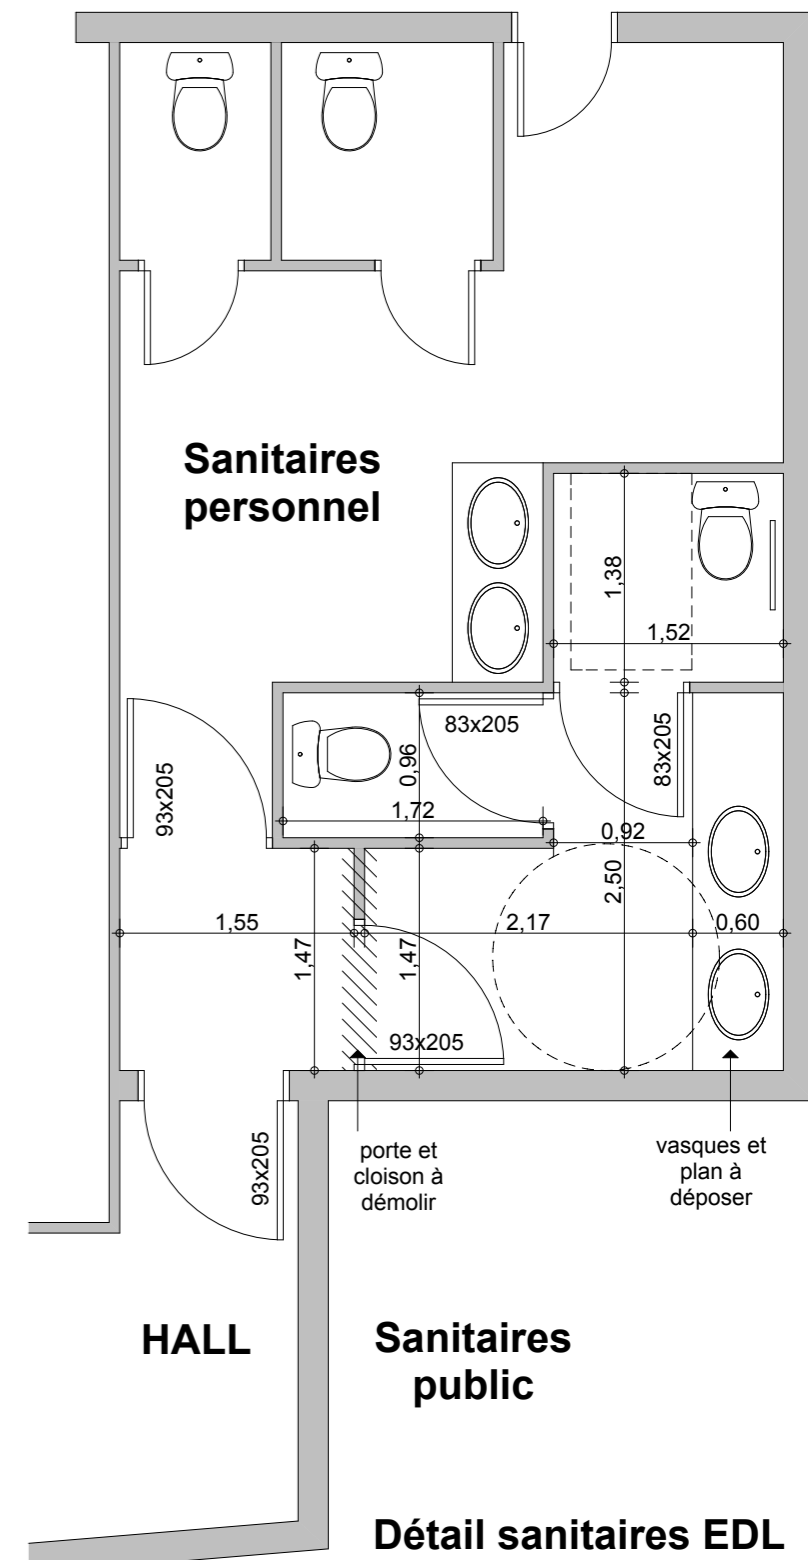 Sanitaires
personnel
1,38
1,52
83x205
83x205
93x205
0,96
1,72
0,92
2,50
1,55
1,47
1,47
2,17
0,60
93x205
93x205
porte et
cloison à
démolir
vasques et
plan à
déposer
HALL
Sanitaires
public
Détail sanitaires EDL